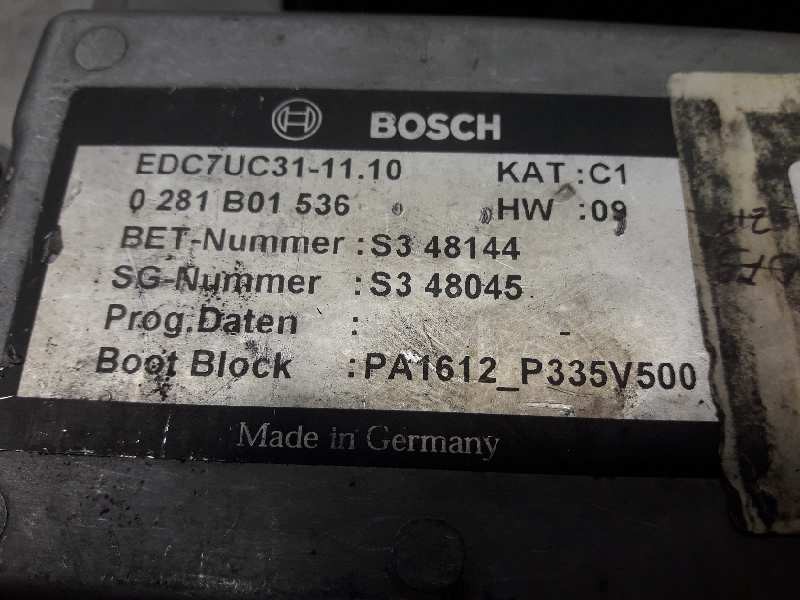 BOSCH
EDC7UC31-11.10 KAT :C1
0 281 B01 536 HW :09
BET-Nummer :S3 48144
SG-Nummer :S3 48045
Prog.Daten : -
Boot Block :PA1612_P335V500
Made in Germany